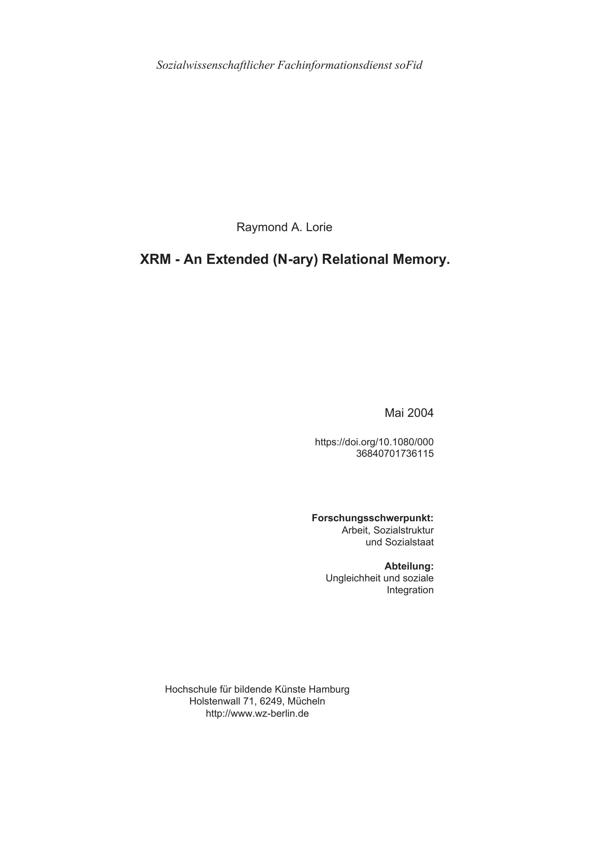 Sozialwissenschaftlicher Fachinformationsdienst soFid
Raymond A. Lorie
XRM - An Extended (N-ary) Relational Memory.
Mai 2004
https://doi.org/10.1080/000
36840701736115
Forschungsschwerpunkt:
Arbeit, Sozialstruktur
und Sozialstaat
Abteilung:
Ungleichheit und soziale
Integration
Hochschule für bildende Künste Hamburg
Holstenwall 71, 6249, Mücheln
http://www.wz-berlin.de